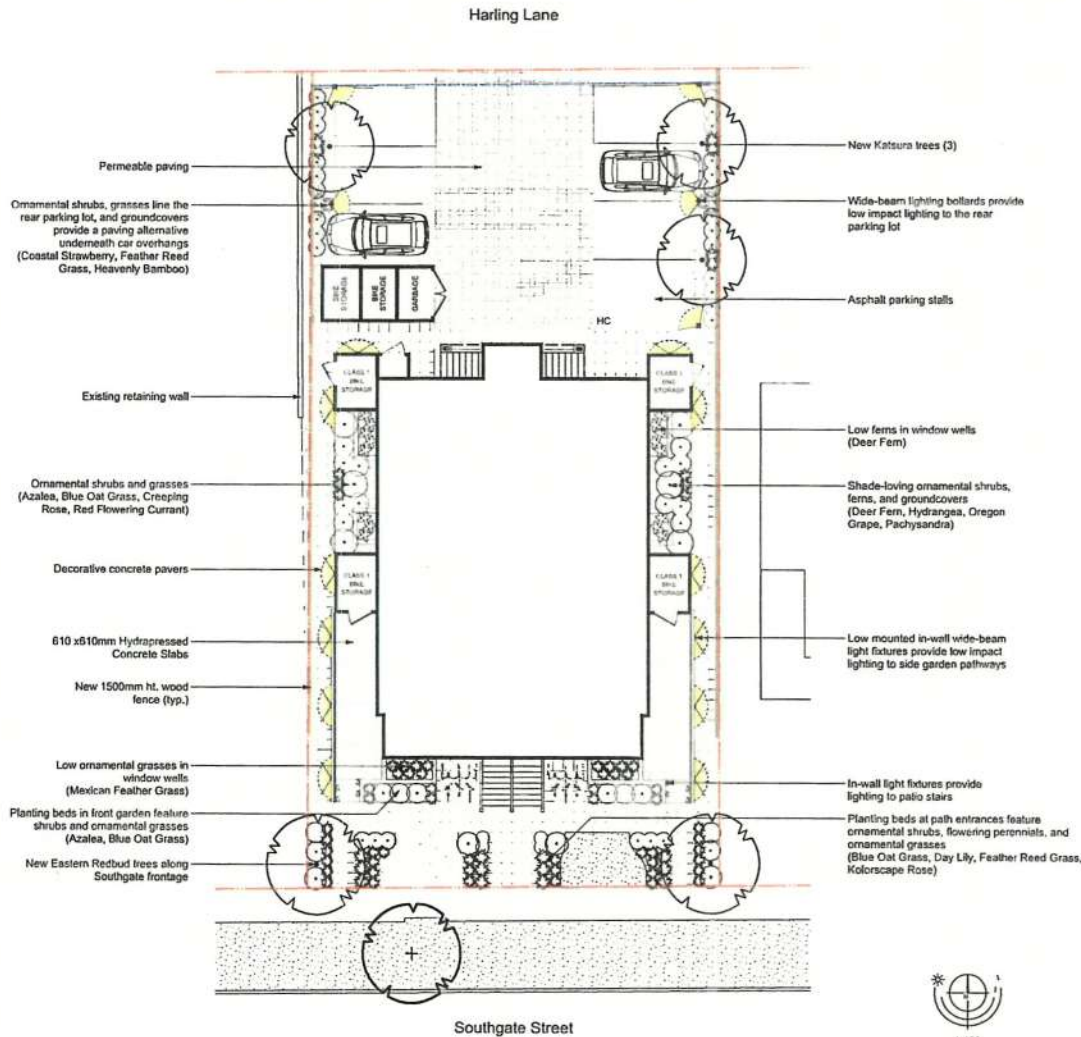 Harling Lane
Permeable paving
Ornamental shrubs, grasses line the
rear parking lot, and groundcovers
provide a paving alternative
underneath car overhangs
(Coastal Strawberry, Feather Reed
Grass, Heavenly Bamboo)
Existing retaining wall
Ornamental shrubs and grasses
(Azalea, Blue Oat Grass, Creeping
Rose, Red Flowering Currant)
Decorative concrete pavers
610 x610mm Hydrapressed
Concrete Slabs
New 1500mm ht. wood
fence (typ.)
Low ornamental grasses in
window wells
(Mexican Feather Grass)
Planting beds in front garden feature
shrubs and ornamental grasses
(Azalea, Blue Oat Grass)
New Eastern Redbud trees along
Southgate frontage
BIKE
STORAGE
BIKE
STORAGE
GARBAGE
HC
CLASS 1
BIKE
STORAGE
CLASS 1
BIKE
STORAGE
CLASS 1
BIKE
STORAGE
CLASS 1
BIKE
STORAGE
New Katsura trees (3)
Wide-beam lighting bollards provide
low impact lighting to the rear
parking lot
Asphalt parking stalls
Low ferns in window wells
(Deer Fern)
Shade-loving ornamental shrubs,
ferns, and groundcovers
(Deer Fern, Hydrangea, Oregon
Grape, Pachysandra)
Low mounted in-wall wide-beam
light fixtures provide low impact
lighting to side garden pathways
In-wall light fixtures provide
lighting to patio stairs
Planting beds at path entrances feature
ornamental shrubs, flowering perennials, and
ornamental grasses
(Blue Oat Grass, Day Lily, Feather Reed Grass,
Kolorscape Rose)
Southgate Street